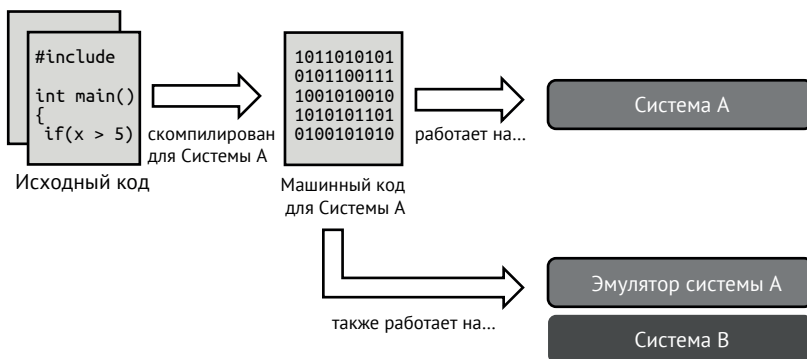 #include
int main()
{
if(x > 5)
Исходный код
скомпилирован
для Системы А
1011010101
0101100111
1001010010
1010101101
0100101010
Машинный код
для Системы А
работает на...
Система А
также работает на...
Эмулятор системы А
Система В